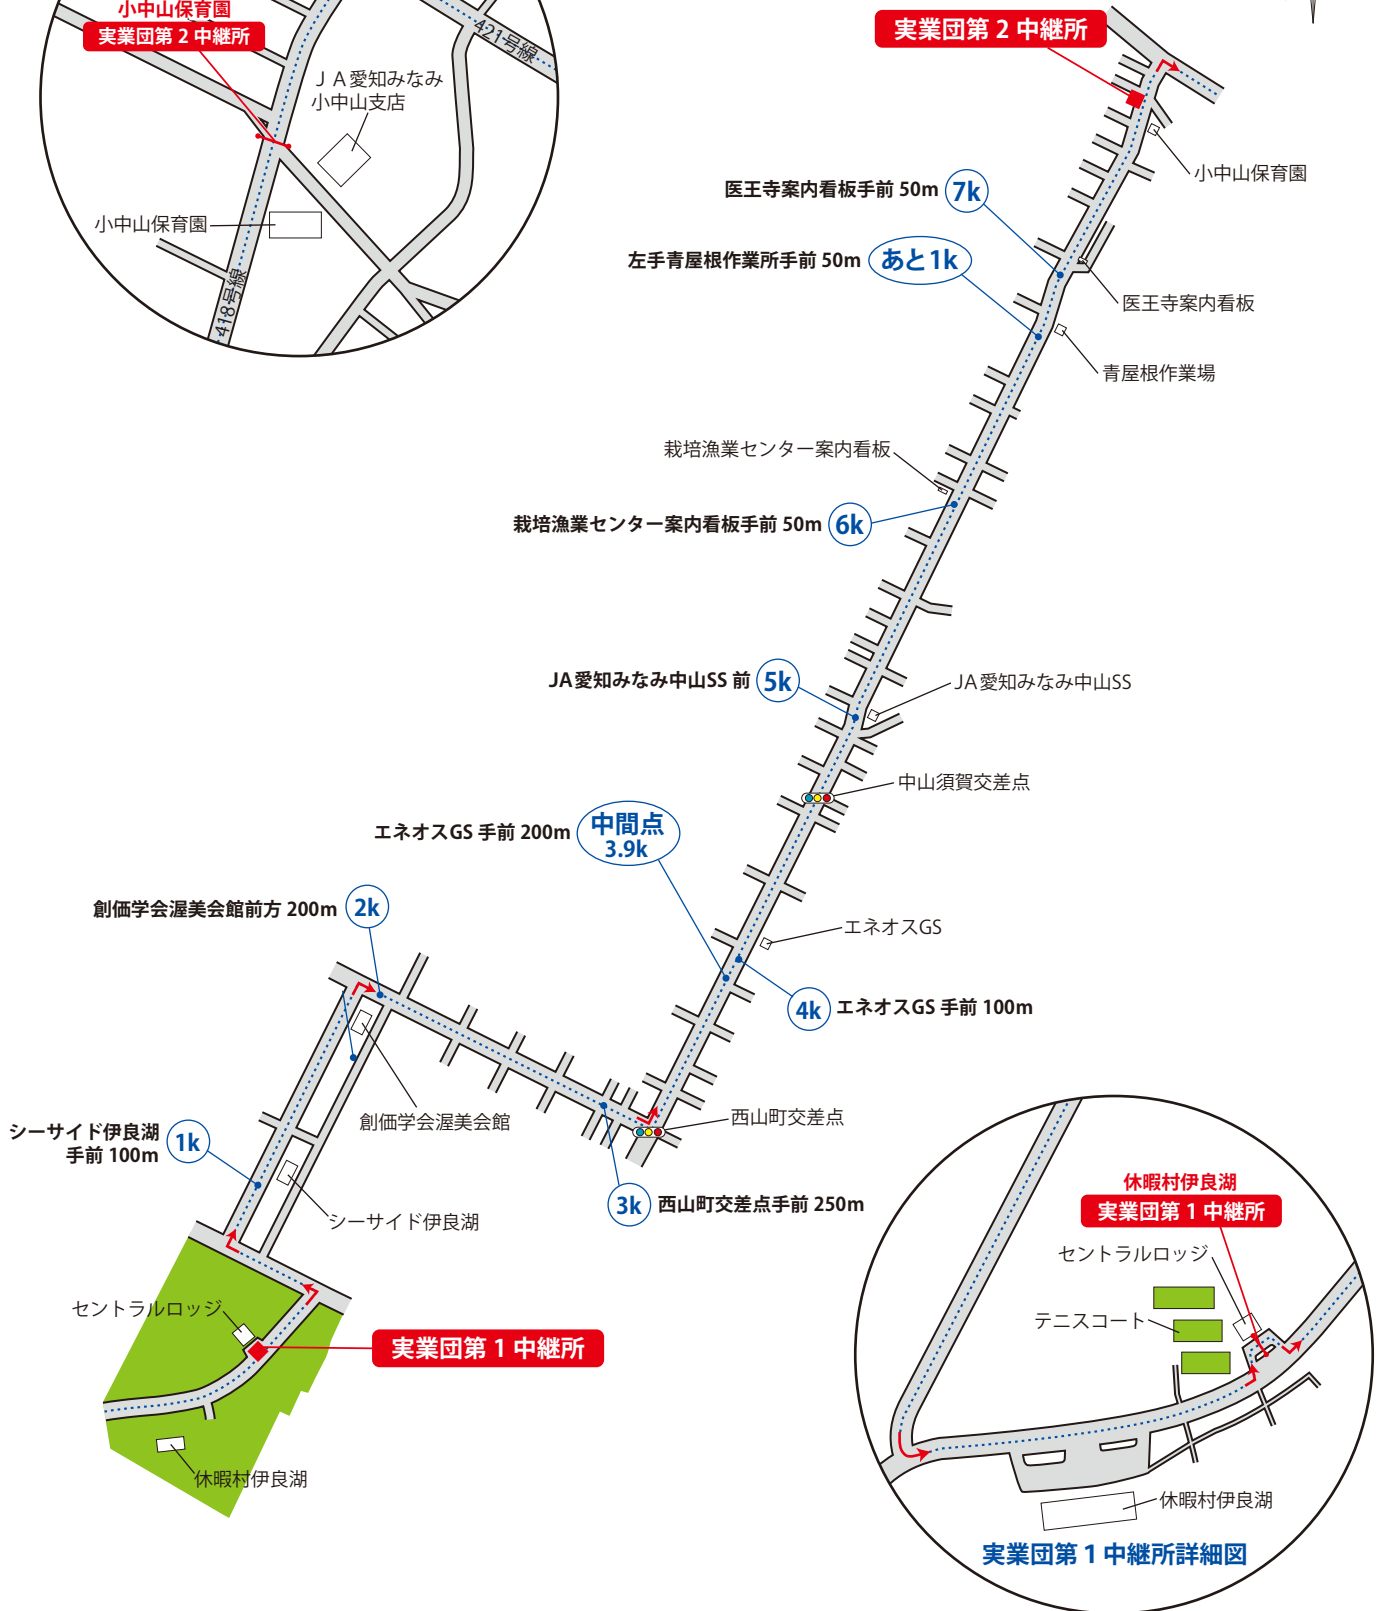 小中山保育園
実業団第2中継所
421号線
JA愛知みなみ
小中山支店
小中山保育園
418号線
実業団第2中継所
小中山保育園
医王寺案内看板手前 50m
7k
左手青屋根作業所手前 50m
あと1k
医王寺案内看板
青屋根作業場
栽培漁業センター案内看板
栽培漁業センター案内看板手前 50m
6k
JA愛知みなみ中山SS 前
5k
JA愛知みなみ中山SS
中山須賀交差点
エネオスGS 手前 200m
中間点
3.9k
創価学会渥美会館前方 200m
2k
エネオスGS
4k
エネオスGS 手前 100m
創価学会渥美会館
西山町交差点
シーサイド伊良湖
手前 100m
1k
3k
西山町交差点手前 250m
シーサイド伊良湖
セントラルロッジ
実業団第1中継所
休暇村伊良湖
休暇村伊良湖
実業団第1中継所
セントラルロッジ
テニスコート
休暇村伊良湖
実業団第1中継所詳細図